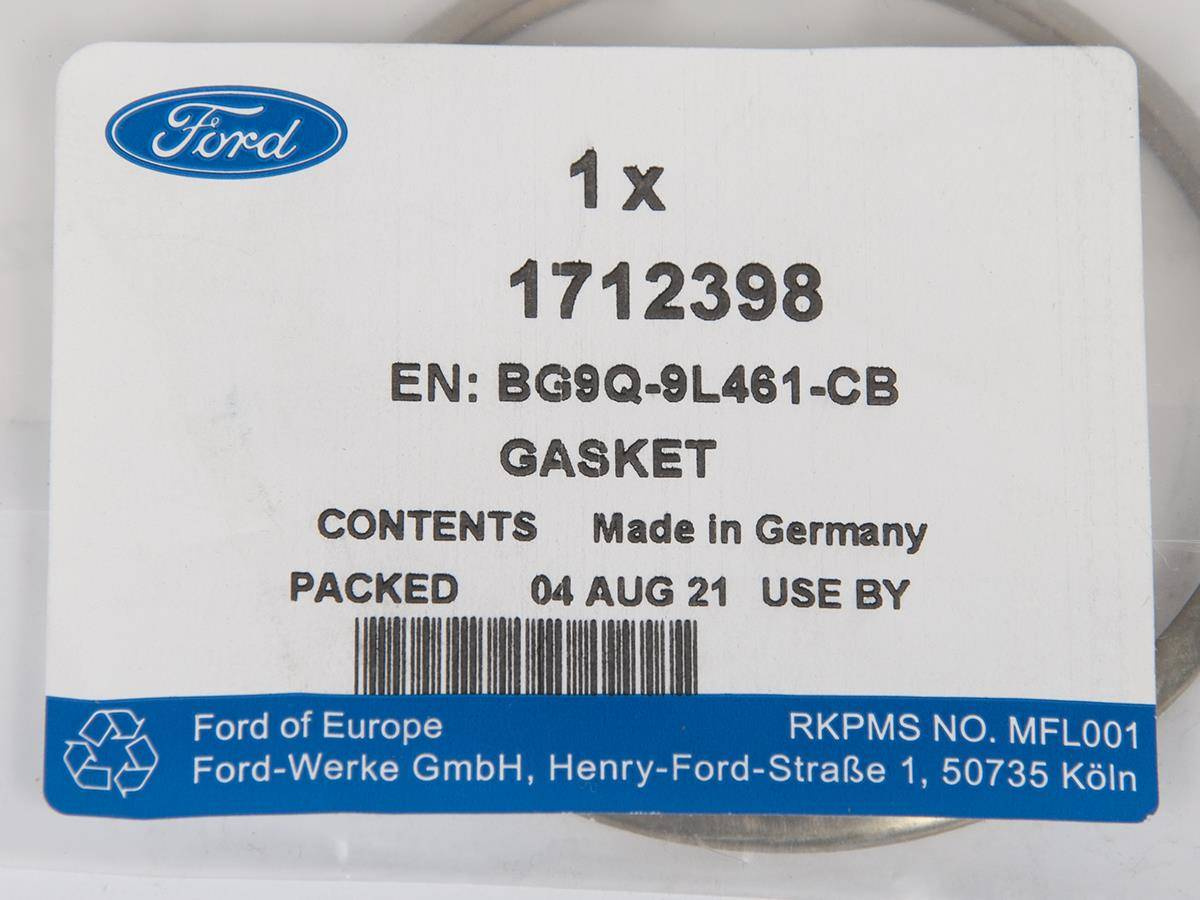 Ford
1 x
1712398
EN: BG9Q-9L461-CB
GASKET
CONTENTS Made in Germany
PACKED 04 AUG 21 USE BY
Ford of Europe RKPMS NO. MFL001
Ford-Werke GmbH, Henry-Ford-Straße 1, 50735 Köln